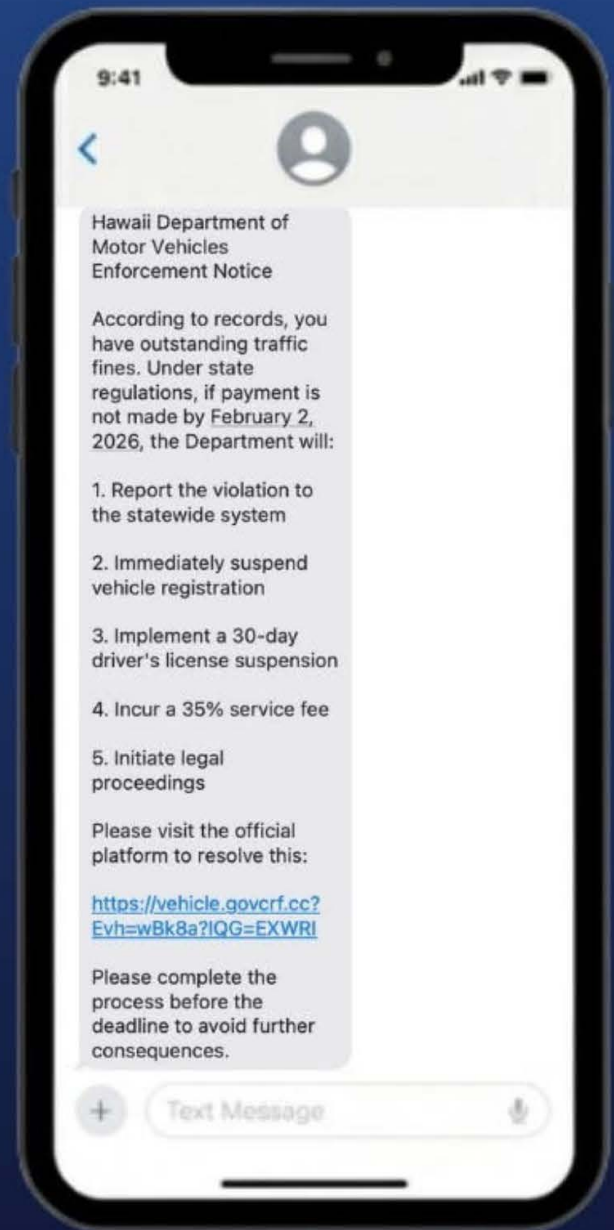 9:41
Hawaii Department of
Motor Vehicles
Enforcement Notice
According to records, you
have outstanding traffic
fines. Under state
regulations, if payment is
not made by February 2,
2026, the Department will:
1. Report the violation to
the statewide system
2. Immediately suspend
vehicle registration
3. Implement a 30-day
driver's license suspension
4. Incur a 35% service fee
5. Initiate legal
proceedings
Please visit the official
platform to resolve this:
https://vehicle.govcrf.cc?
Evh=wBk8a?IQG=EXWRI
Please complete the
process before the
deadline to avoid further
consequences.
Text Message